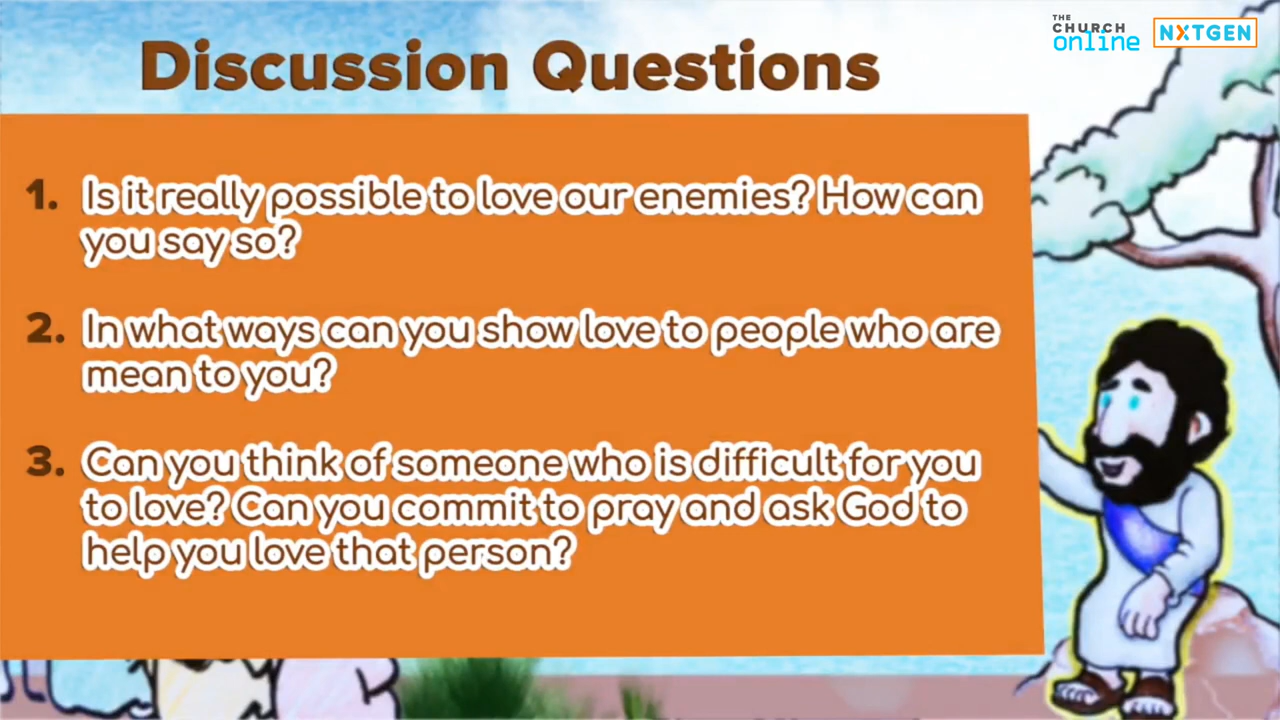 THE
CHURCH
online
NXTGEN
Discussion Questions
1. Is it really possible to love our enemies? How can
you say so?
2. In what ways can you show love to people who are
mean to you?
3. Can you think of someone who is difficult for you
to love? Can you commit to pray and ask God to
help you love that person?